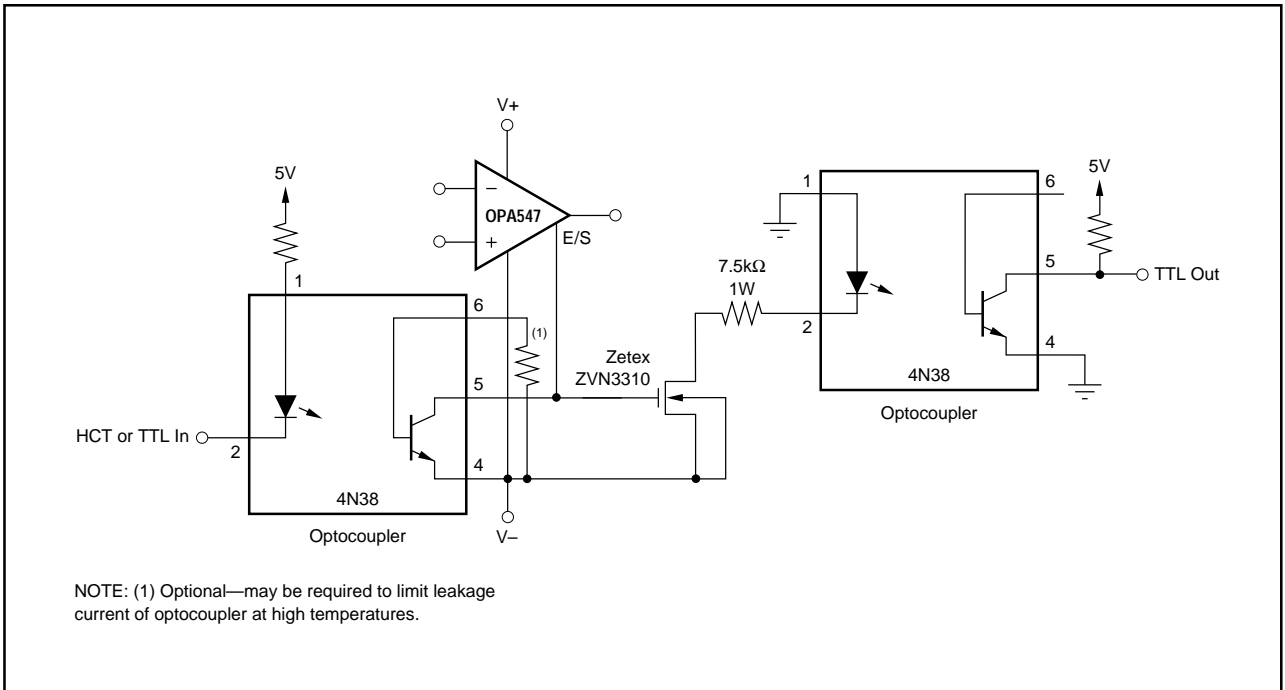 V+
5V
–
OPA547
+
E/S
1
6
(1)
5
4
2
HCT or TTL In
4N38
Optocoupler
V–
Zetex
ZVN3310
7.5kΩ
1W
1
2
6
5V
5
TTL Out
4
4N38
Optocoupler
NOTE: (1) Optional—may be required to limit leakage
current of optocoupler at high temperatures.